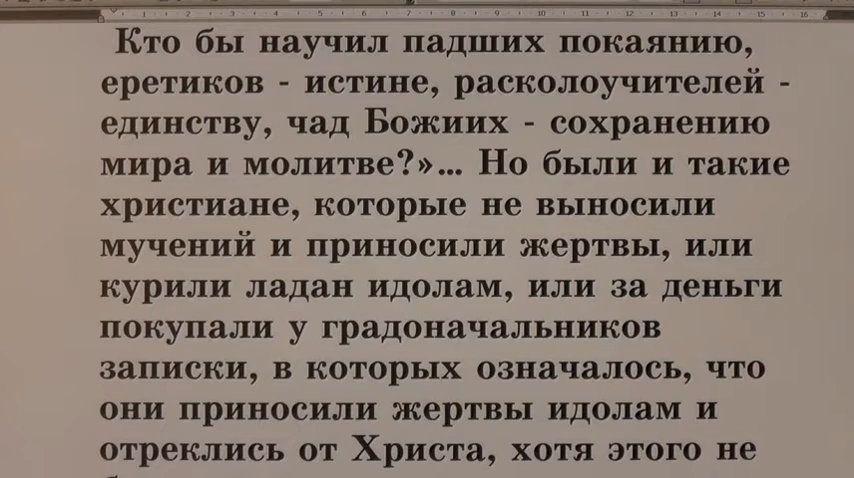 Кто бы научил падших покаянию,
еретиков - истине, расколоучителей -
единству, чад Божиих - сохранению
мира и молитве?»... Но были и такие
христиане, которые не выносили
мучений и приносили жертвы, или
курили ладан идолам, или за деньги
покупали у градоначальников
записки, в которых означалось, что
они приносили жертвы идолам и
отреклись от Христа, хотя этого не